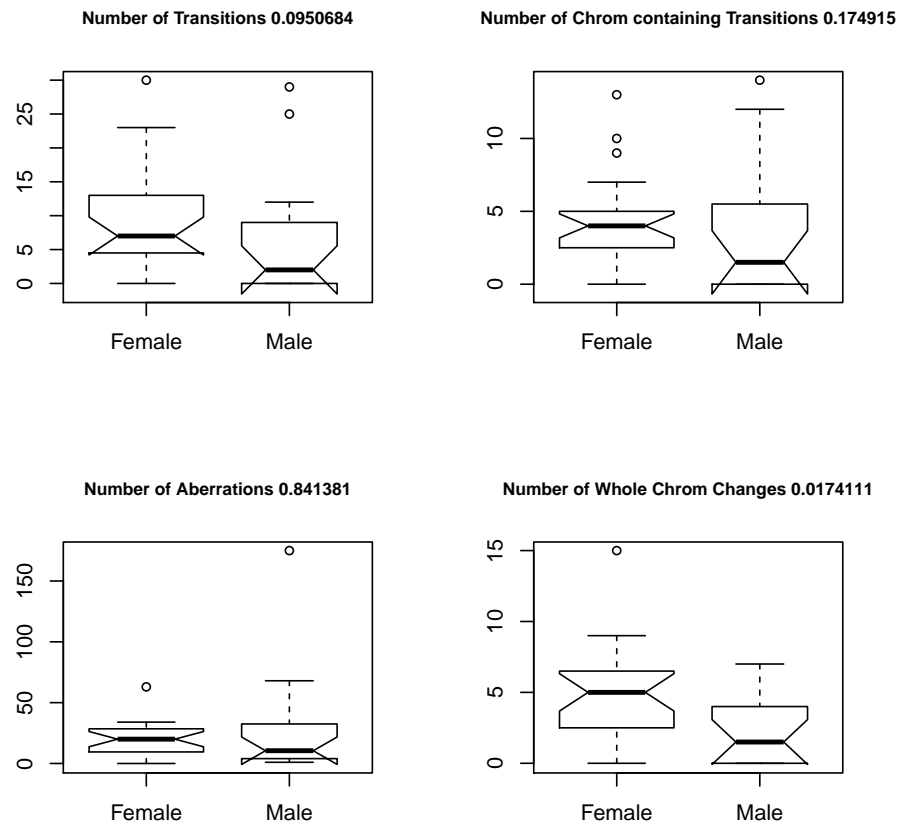 Number of Transitions 0.0950684
25
15
5
0
Female Male
Number of Chrom containing Transitions 0.174915
10
5
0
Female Male
Number of Aberrations 0.841381
150
100
50
0
Female Male
Number of Whole Chrom Changes 0.0174111
15
10
5
0
Female Male